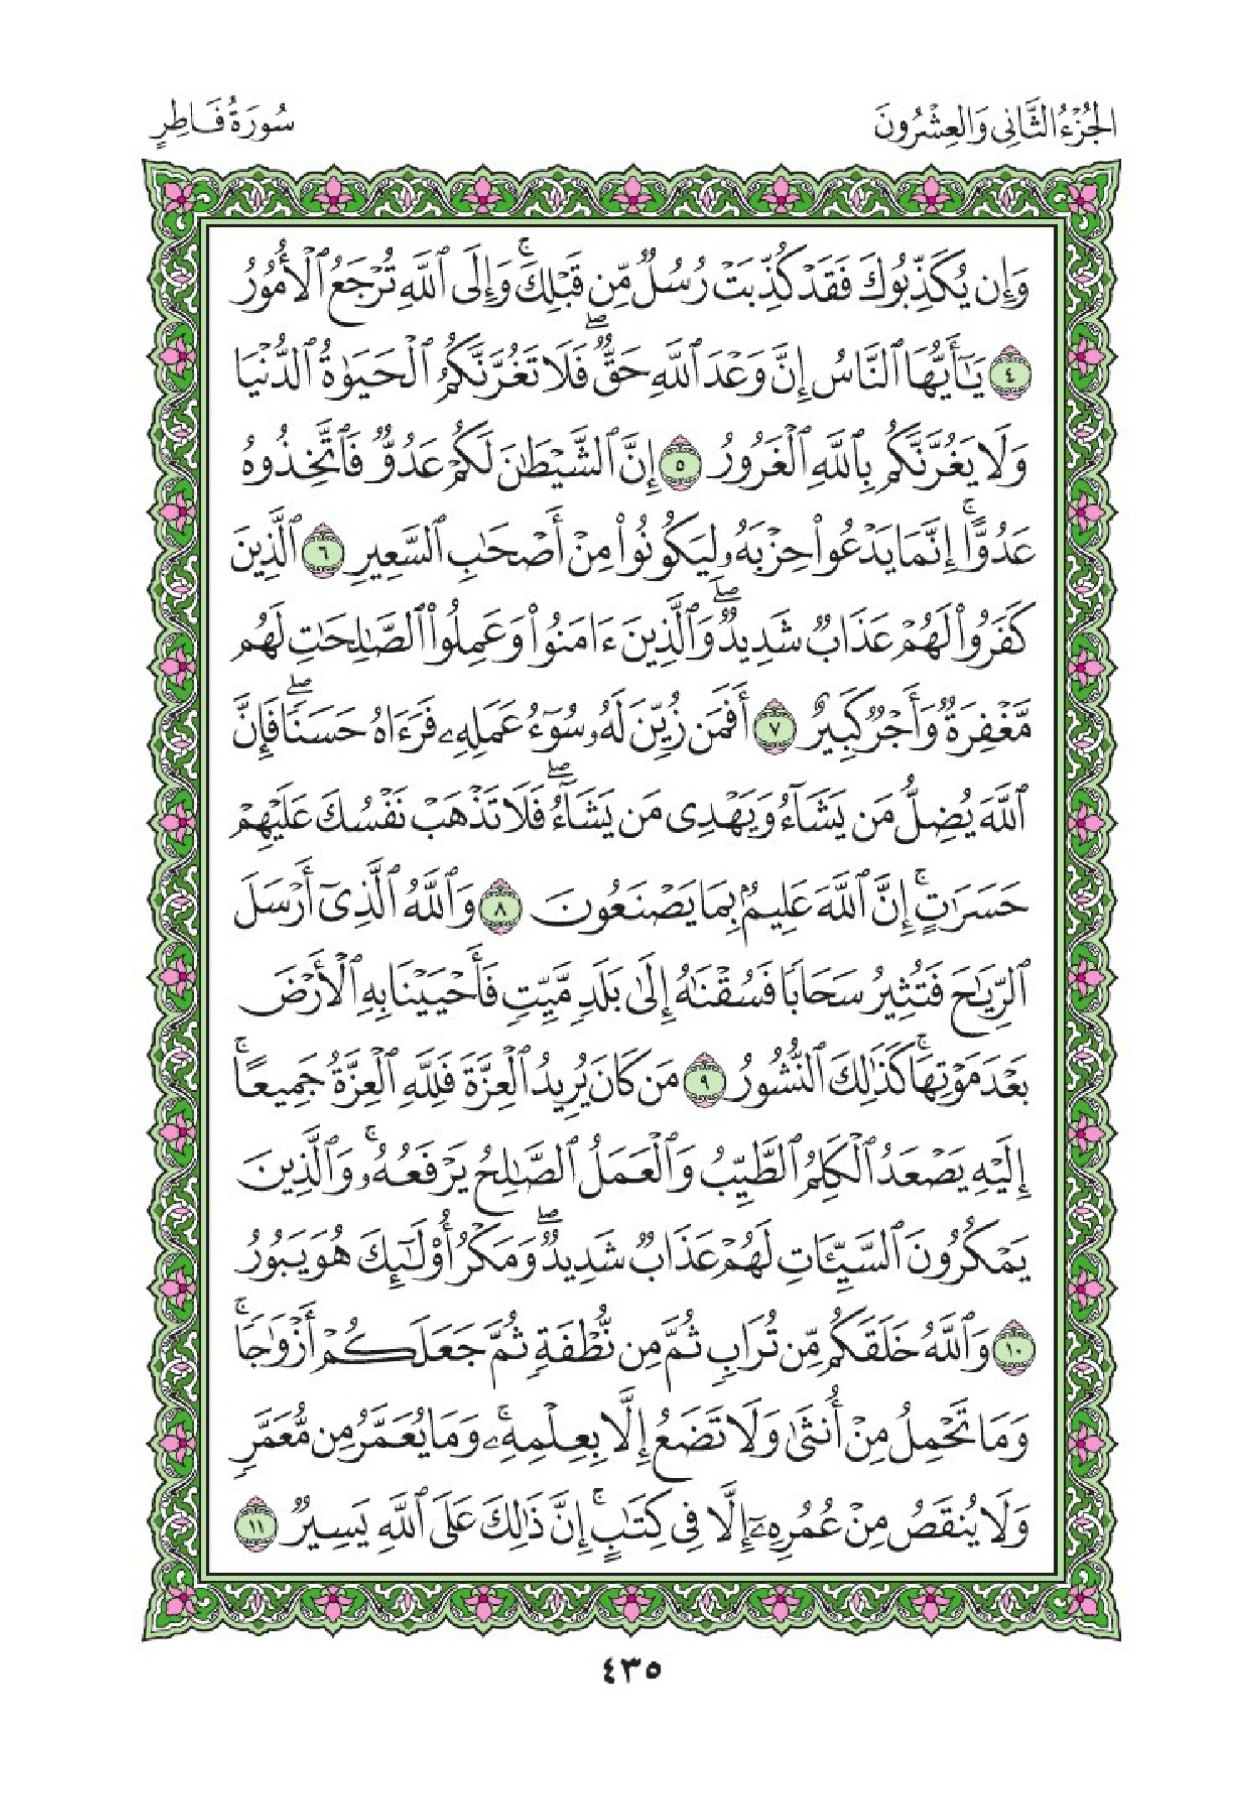 الجُزْءُ الثَّانِي وَالعِشْرُونَ
سُورَةُ فَاطِرٍ
وَإِن يُكَذِّبُوكَ فَقَدْ كُذِّبَتْ رُسُلٌ مِّن قَبْلِكَۚ وَإِلَى ٱللَّهِ تُرْجَعُ ٱلْأُمُورُ
٤ يَٰٓأَيُّهَا ٱلنَّاسُ إِنَّ وَعْدَ ٱللَّهِ حَقٌّۖ فَلَا تَغُرَّنَّكُمُ ٱلْحَيَوٰةُ ٱلدُّنْيَا
وَلَا يَغُرَّنَّكُم بِٱللَّهِ ٱلْغَرُورُ ٥ إِنَّ ٱلشَّيْطَٰنَ لَكُمْ عَدُوٌّ فَٱتَّخِذُوهُ
عَدُوًّاۚ إِنَّمَا يَدْعُواْ حِزْبَهُۥ لِيَكُونُواْ مِنْ أَصْحَٰبِ ٱلسَّعِيرِ ٦ ٱلَّذِينَ
كَفَرُواْ لَهُمْ عَذَابٌ شَدِيدٌۖ وَٱلَّذِينَ ءَامَنُواْ وَعَمِلُواْ ٱلصَّٰلِحَٰتِ لَهُم
مَّغْفِرَةٌ وَأَجْرٌ كَبِيرٌ ٧ أَفَمَن زُيِّنَ لَهُۥ سُوٓءُ عَمَلِهِۦ فَرَءَاهُ حَسَنًاۖ فَإِنَّ
ٱللَّهَ يُضِلُّ مَن يَشَآءُ وَيَهْدِى مَن يَشَآءُۖ فَلَا تَذْهَبْ نَفْسُكَ عَلَيْهِمْ
حَسَرَٰتٍۚ إِنَّ ٱللَّهَ عَلِيمٌۢ بِمَا يَصْنَعُونَ ٨ وَٱللَّهُ ٱلَّذِىٓ أَرْسَلَ
ٱلرِّيَٰحَ فَتُثِيرُ سَحَابًا فَسُقْنَٰهُ إِلَىٰ بَلَدٍ مَّيِّتٍ فَأَحْيَيْنَا بِهِ ٱلْأَرْضَ
بَعْدَ مَوْتِهَاۚ كَذَٰلِكَ ٱلنُّشُورُ ٩ مَن كَانَ يُرِيدُ ٱلْعِزَّةَ فَلِلَّهِ ٱلْعِزَّةُ جَمِيعًاۚ
إِلَيْهِ يَصْعَدُ ٱلْكَلِمُ ٱلطَّيِّبُ وَٱلْعَمَلُ ٱلصَّٰلِحُ يَرْفَعُهُۥۚ وَٱلَّذِينَ
يَمْكُرُونَ ٱلسَّيِّـَٔاتِ لَهُمْ عَذَابٌ شَدِيدٌۖ وَمَكْرُ أُوْلَٰٓئِكَ هُوَ يَبُورُ
١٠ وَٱللَّهُ خَلَقَكُم مِّن تُرَابٍ ثُمَّ مِن نُّطْفَةٍ ثُمَّ جَعَلَكُمْ أَزْوَٰجًاۚ
وَمَا تَحْمِلُ مِنْ أُنثَىٰ وَلَا تَضَعُ إِلَّا بِعِلْمِهِۦۚ وَمَا يُعَمَّرُ مِن مُّعَمَّرٍ
وَلَا يُنقَصُ مِنْ عُمُرِهِۦٓ إِلَّا فِى كِتَٰبٍۚ إِنَّ ذَٰلِكَ عَلَى ٱللَّهِ يَسِيرٌ ١١
٤٣٥